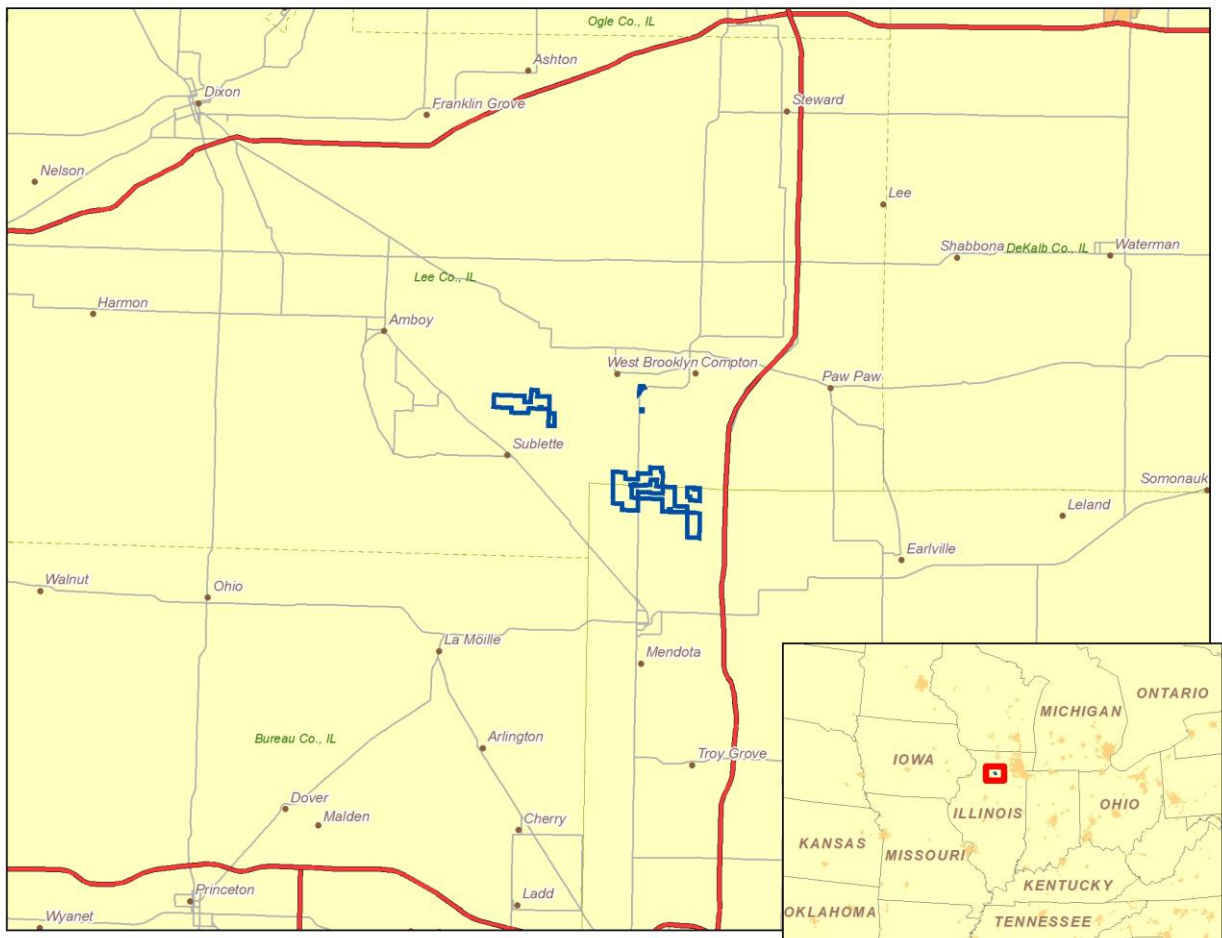 Ogle Co., IL
Ashton
Dixon
Franklin Grove
Steward
Nelson
Lee
Shabbona
DeKalb Co., IL
Waterman
Lee Co., IL
Harmon
Amboy
West Brooklyn
Compton
Paw Paw
Sublette
Somonauk
Leland
Earlville
Walnut
Ohio
La Moille
Mendota
Bureau Co., IL
Arlington
Troy Grove
Dover
Malden
Cherry
Princeton
Ladd
Wyanet
ONTARIO
MICHIGAN
IOWA
ILLINOIS
OHIO
KANSAS
MISSOURI
KENTUCKY
OKLAHOMA
TENNESSEE